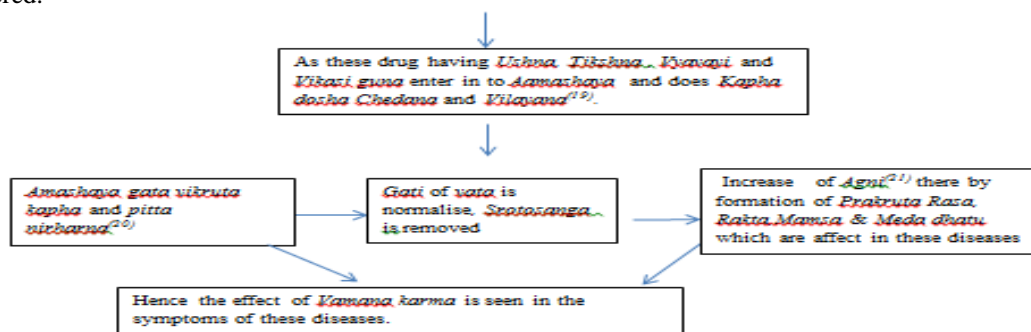 ered.
As these drug having Ushna, Tikshna, Vyavayi and
Vikasi guna enter in to Aamashaya and does Kapha
dosha Chedana and Vilayana(19).
Amashaya gata vikruta
kapha and pitta
nirharna(20)
Gati of vata is
normalise, Srotosanga
is removed
Increase of Agni(21) there by
formation of Prakruta Rasa,
Rakta,Mamsa & Meda dhatu
which are affect in these diseases
Hence the effect of Vamana karma is seen in the
symptoms of these diseases.